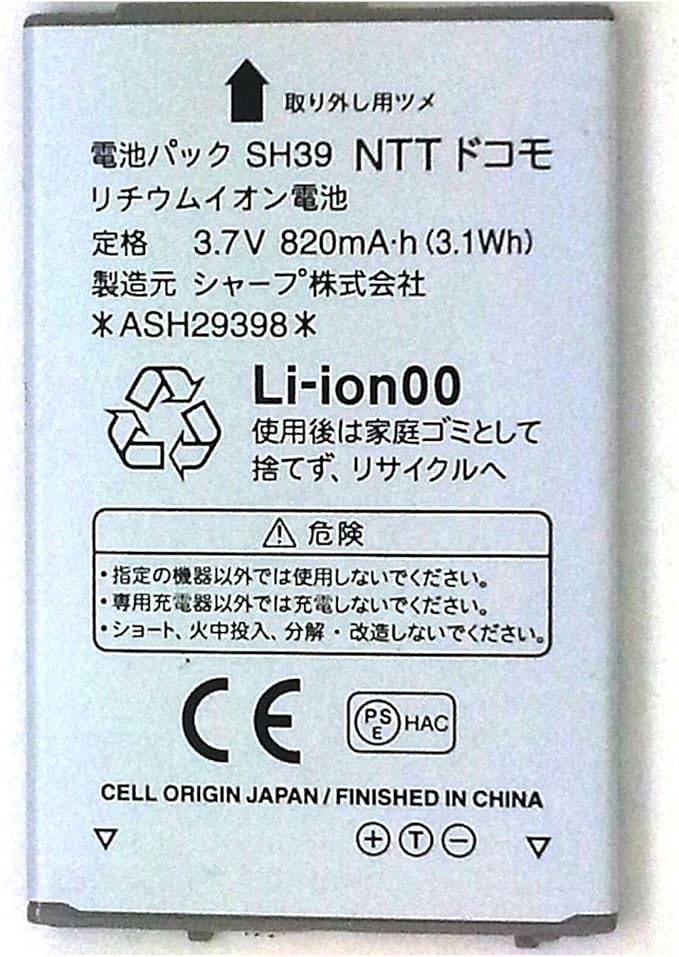 取り外し用ツメ
電池パック SH39 NTT ドコモ
リチウムイオン電池
定格 3.7V 820mA·h (3.1Wh)
製造元 シャープ株式会社
＊ASH29398＊
Li-ion00
使用後は家庭ゴミとして
捨てず、リサイクルへ
⚠ 危険
・指定の機器以外では使用しないでください。
・専用充電器以外では充電しないでください。
・ショート、火中投入、分解・改造しないでください。
CE PSE HAC
CELL ORIGIN JAPAN / FINISHED IN CHINA
+ T −